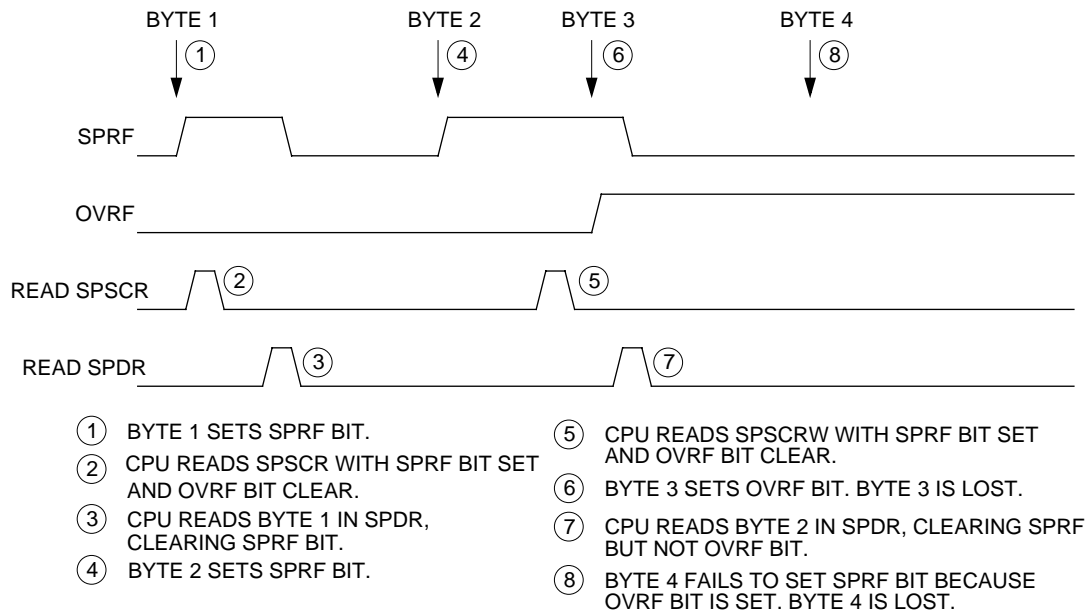 BYTE 1 BYTE 2 BYTE 3 BYTE 4
1 4 6 8
SPRF
OVRF
READ SPSCR 2 5
READ SPDR 3 7
1 BYTE 1 SETS SPRF BIT.
2 CPU READS SPSCR WITH SPRF BIT SET
AND OVRF BIT CLEAR.
3 CPU READS BYTE 1 IN SPDR,
CLEARING SPRF BIT.
4 BYTE 2 SETS SPRF BIT.
5 CPU READS SPSCRW WITH SPRF BIT SET
AND OVRF BIT CLEAR.
6 BYTE 3 SETS OVRF BIT. BYTE 3 IS LOST.
7 CPU READS BYTE 2 IN SPDR, CLEARING SPRF
BUT NOT OVRF BIT.
8 BYTE 4 FAILS TO SET SPRF BIT BECAUSE
OVRF BIT IS SET. BYTE 4 IS LOST.